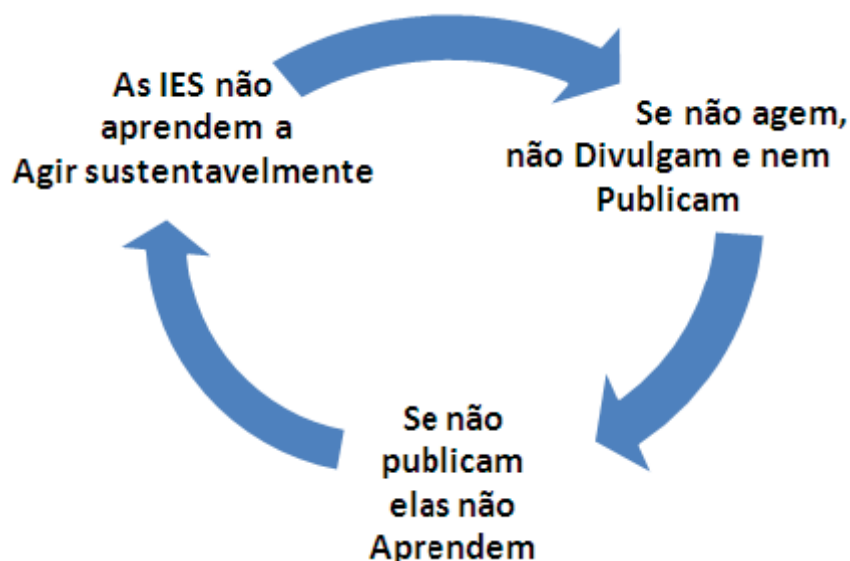 As IES não
aprendem a
Agir sustentavelmente
Se não agem,
não Divulgam e nem
Publicam
Se não
publicam
elas não
Aprendem